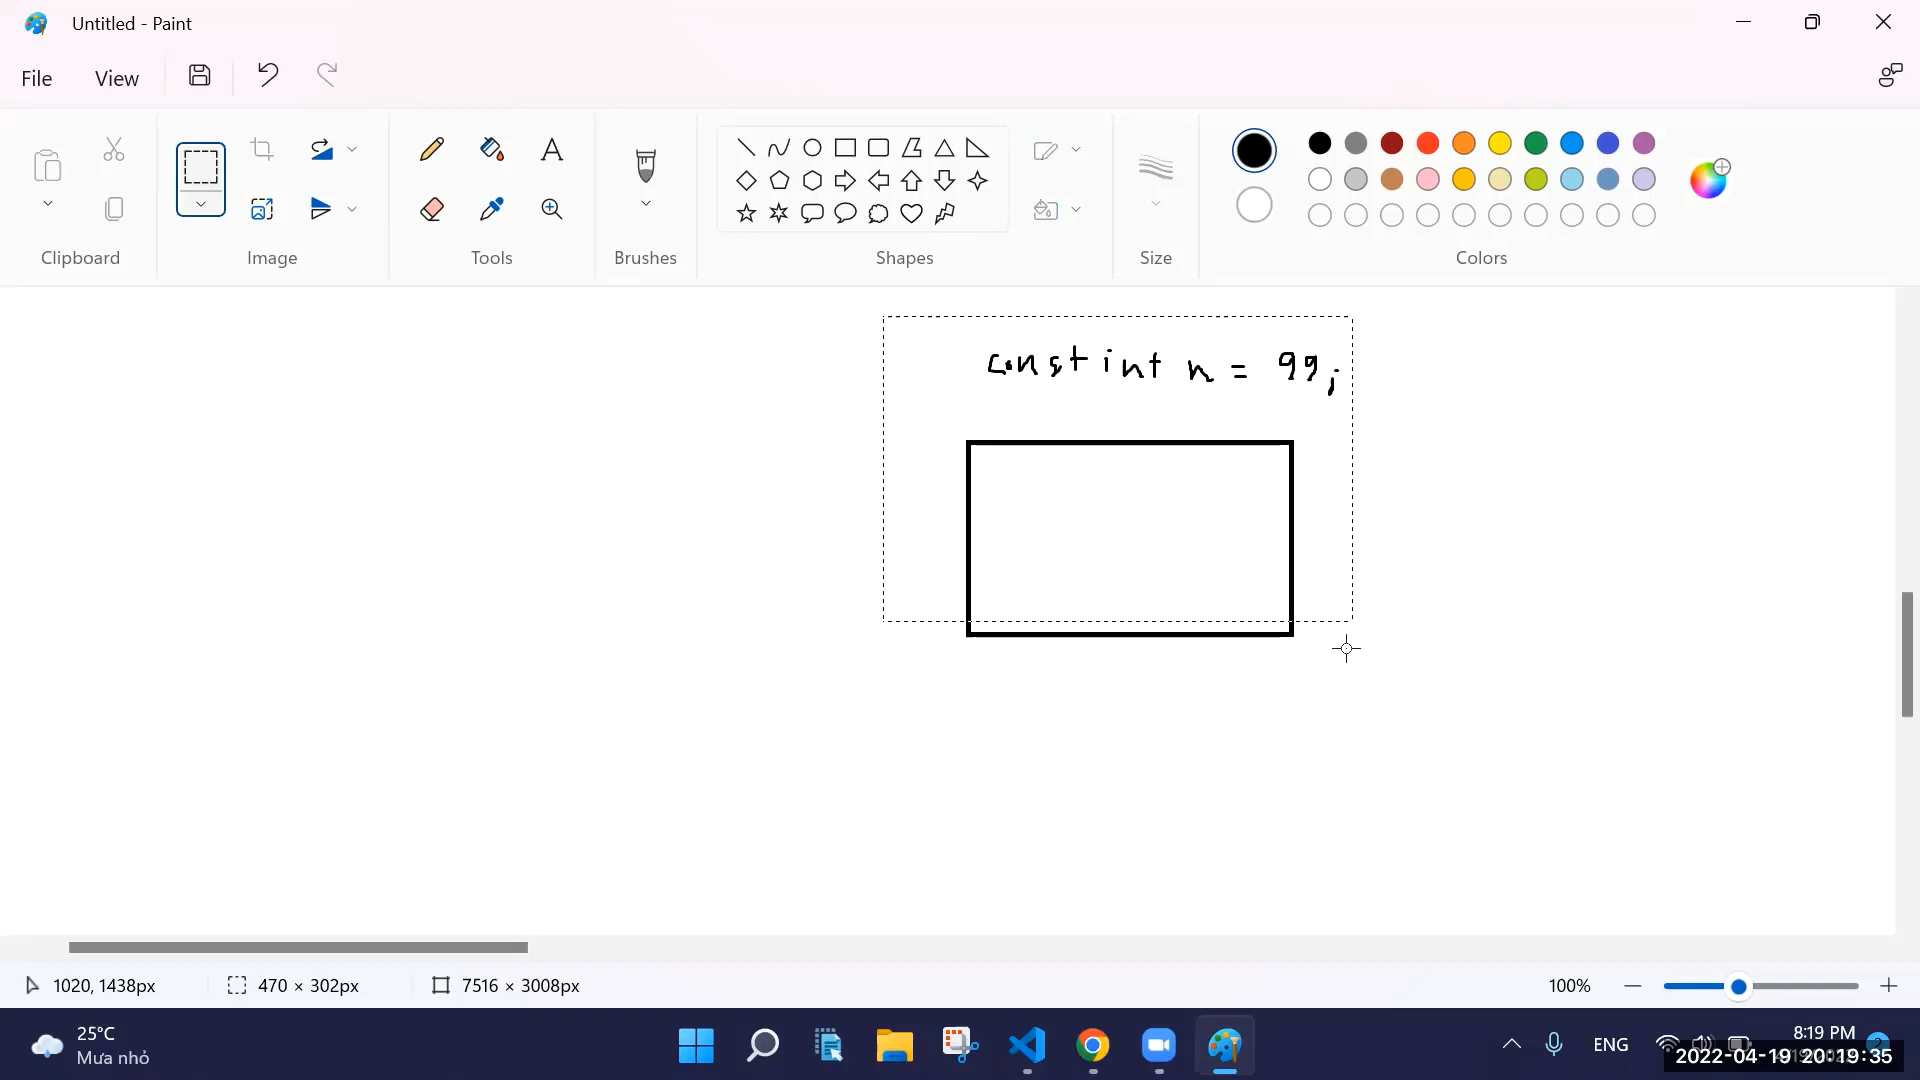 Untitled - Paint
File View
Clipboard Image Tools Brushes Shapes Size Colors
const int n = 99;
1020, 1438px 470 × 302px 7516 × 3008px 100%
25°C
Mưa nhỏ
ENG
8:19 PM
2
2022-04-19 20:19:35